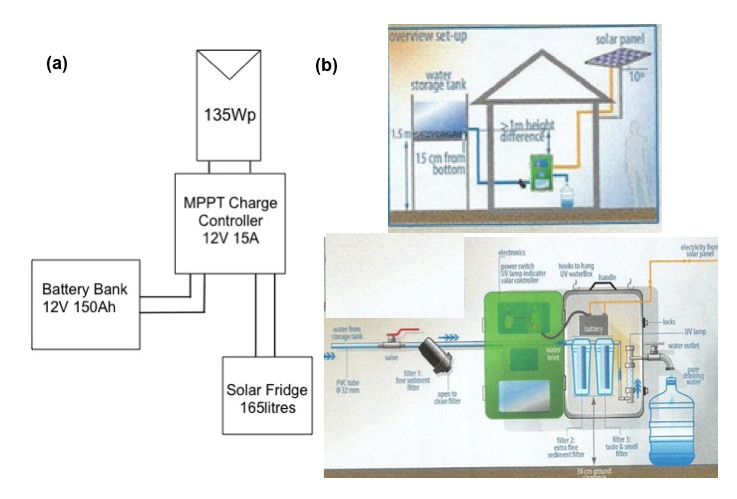 (a)
135Wp
MPPT Charge
Controller
12V 15A
Battery Bank
12V 150Ah
Solar Fridge
165litres
(b)
overview set-up
solar panel
10°
water
storage tank
>1m height
difference
1.5 m
15 cm from
bottom
electronics
power switch
UV lamp indicator
solar controller
hooks to hang
UV waterBox
handle
electricity from
solar panel
locks
battery
UV lamp
water outlet
water from
storage tank
valve
water
inlet
PVC tube
Ø 32 mm
filter 1:
fine sediment
filter
open to
clean filter
pure
drinking
water
filter 2:
extra fine
sediment filter
filter 3:
taste & smell
filter
30 cm ground
clearance